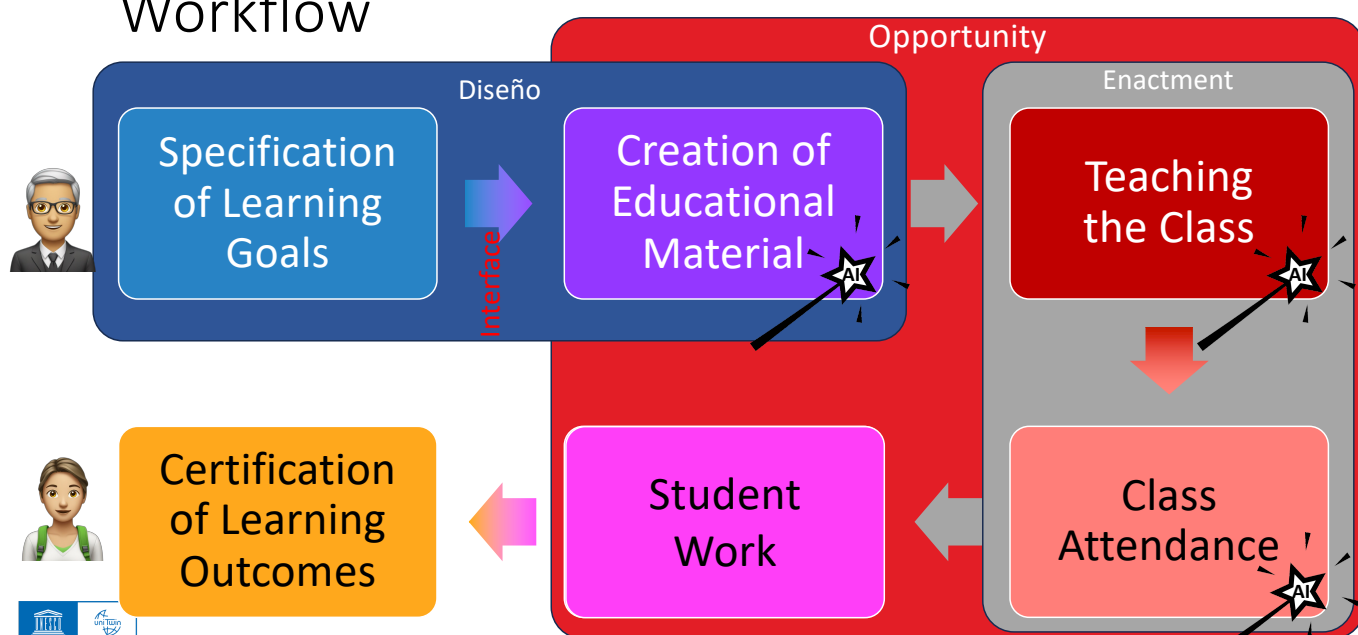 Workflow
Opportunity
Diseño
Enactment
Specification
of Learning
Goals
Interface
Creation of
Educational
Material
AI
Teaching
the Class
AI
Certification
of Learning
Outcomes
Student
Work
Class
Attendance
AI
uniTwin